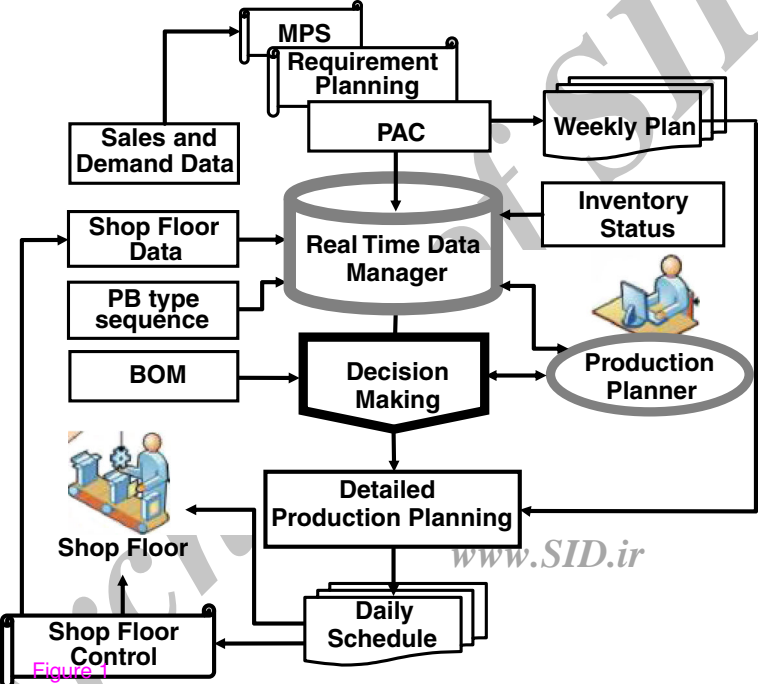 MPS
Requirement
Planning
PAC
Weekly Plan
Sales and
Demand Data
Inventory
Status
Shop Floor
Data
Real Time Data
Manager
PB type
sequence
BOM
Decision
Making
Production
Planner
Detailed
Production Planning
Shop Floor
www.SID.ir
Daily
Schedule
Shop Floor
Control
Figure 1